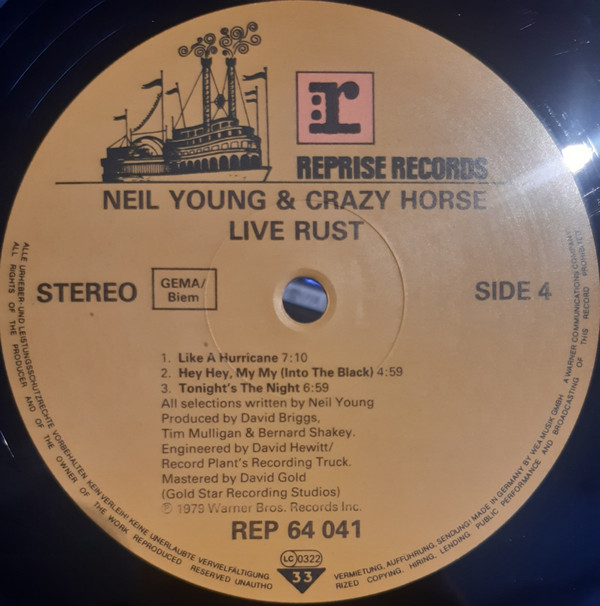 r
REPRISE RECORDS
NEIL YOUNG & CRAZY HORSE
LIVE RUST
STEREO
GEMA/
Biem
SIDE 4
1. Like A Hurricane 7:10
2. Hey Hey, My My (Into The Black) 4:59
3. Tonight's The Night 6:59
All selections written by Neil Young
Produced by David Briggs,
Tim Mulligan & Bernard Shakey.
Engineered by David Hewitt/
Record Plant's Recording Truck.
Mastered by David Gold
(Gold Star Recording Studios)
℗ 1979 Warner Bros. Records Inc.
REP 64 041
LC 0322
33
ALLE URHEBER- UND LEISTUNGSSCHUTZRECHTE VORBEHALTEN KEIN VERLEIH! KEINE UNERLAUBTE VERVIELFÄLTIGUNG,
VERMIETUNG, AUFFÜHRUNG, SENDUNG! MADE IN GERMANY BY WEA MUSIK GMBH. A WARNER COMMUNICATIONS COMPANY
ALL RIGHTS OF THE PRODUCER AND OF THE OWNER OF THE WORK REPRODUCED RESERVED UNAUTHO
RIZED COPYING, HIRING, LENDING, PUBLIC PERFORMANCE AND BROADCASTING OF THIS RECORD PROHIBITED